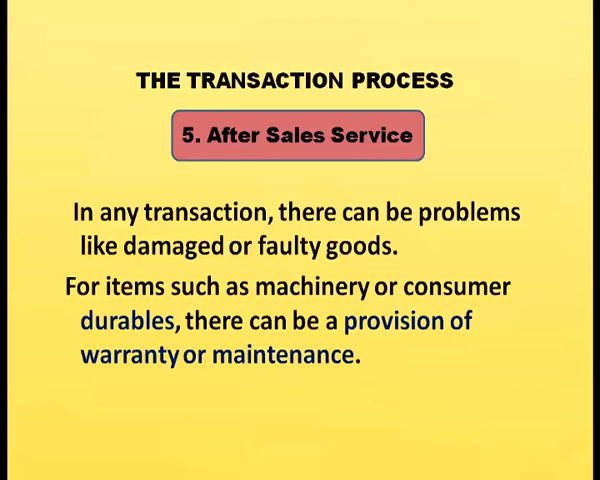 THE TRANSACTION PROCESS
5. After Sales Service
In any transaction, there can be problems
like damaged or faulty goods.
For items such as machinery or consumer
durables, there can be a provision of
warranty or maintenance.